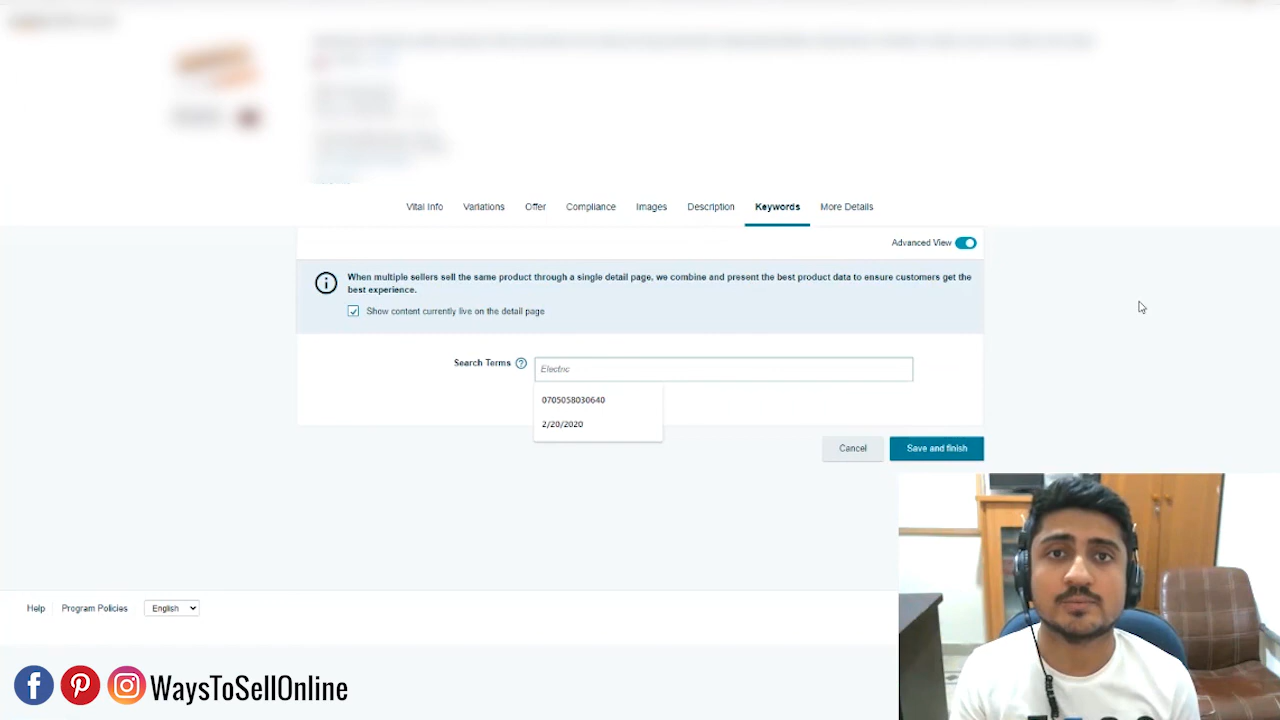 Vital Info Variations Offer Compliance Images Description Keywords More Details
Advanced View
When multiple sellers sell the same product through a single detail page, we combine and present the best product data to ensure customers get the
best experience.
Show content currently live on the detail page
Search Terms ? Electric
0705058030640
2/20/2020
Cancel Save and finish
Help Program Policies English
WaysToSellOnline